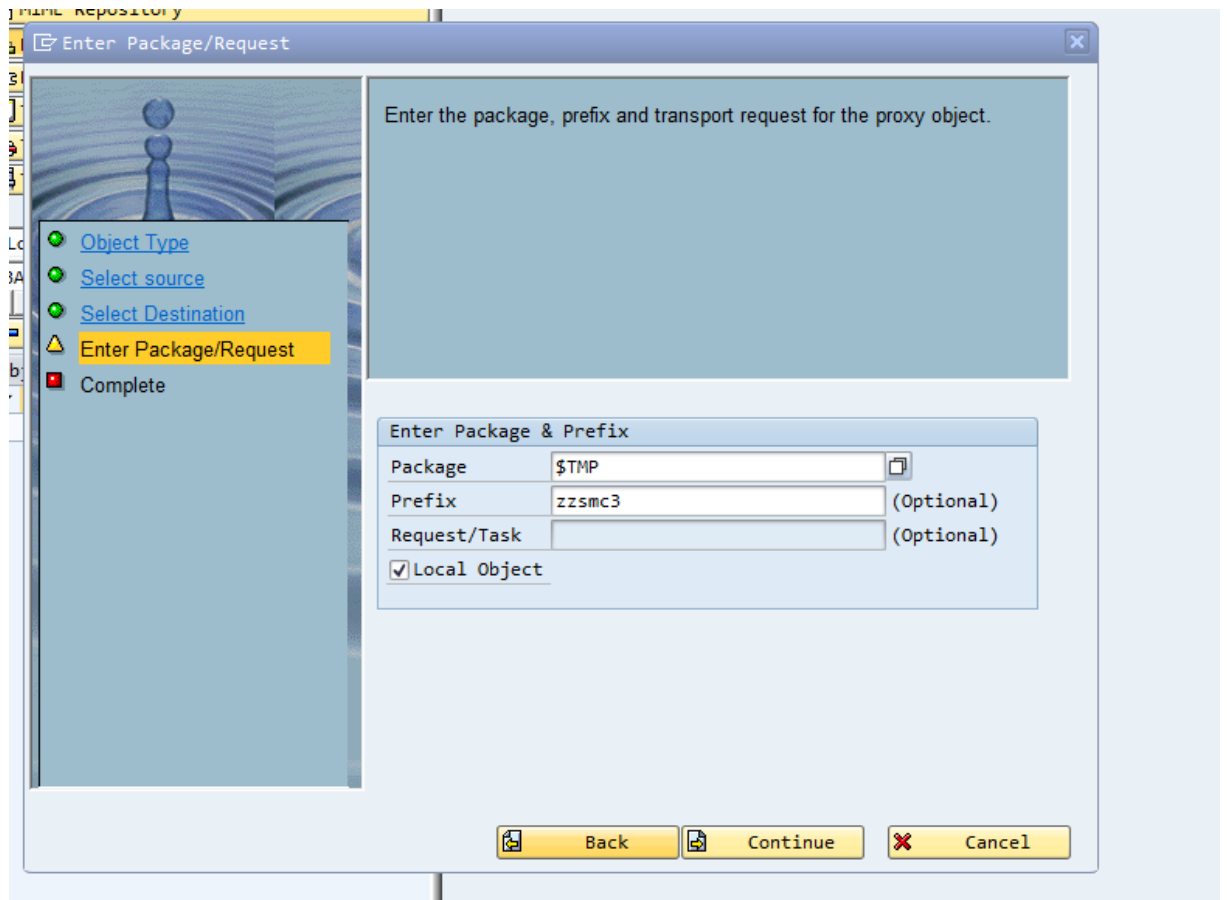 MIME Repository
Enter Package/Request
Enter the package, prefix and transport request for the proxy object.
Object Type
Select source
Select Destination
Enter Package/Request
Complete
Enter Package & Prefix
Package $TMP
Prefix zzsmc3 (Optional)
Request/Task (Optional)
Local Object
Back Continue Cancel